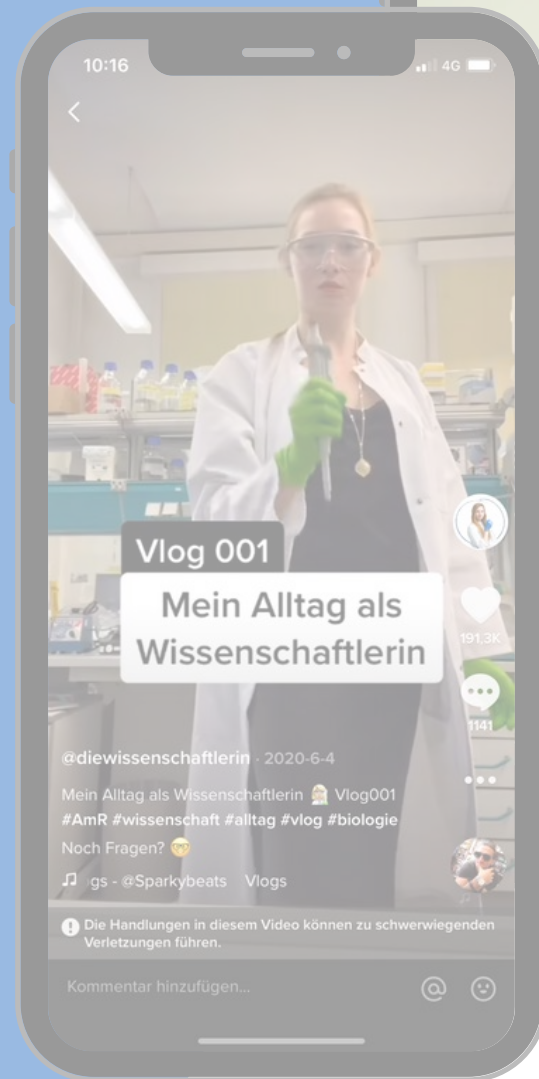 10:16
4G
Vlog 001
Mein Alltag als
Wissenschaftlerin
191,3K
1141
@diewissenschaftlerin · 2020-6-4
Mein Alltag als Wissenschaftlerin 👩🏼‍🔬 Vlog001
#AmR #wissenschaft #alltag #vlog #biologie
Noch Fragen? 🤓
gs - @Sparkybeats Vlogs
Die Handlungen in diesem Video können zu schwerwiegenden
Verletzungen führen.
Kommentar hinzufügen...